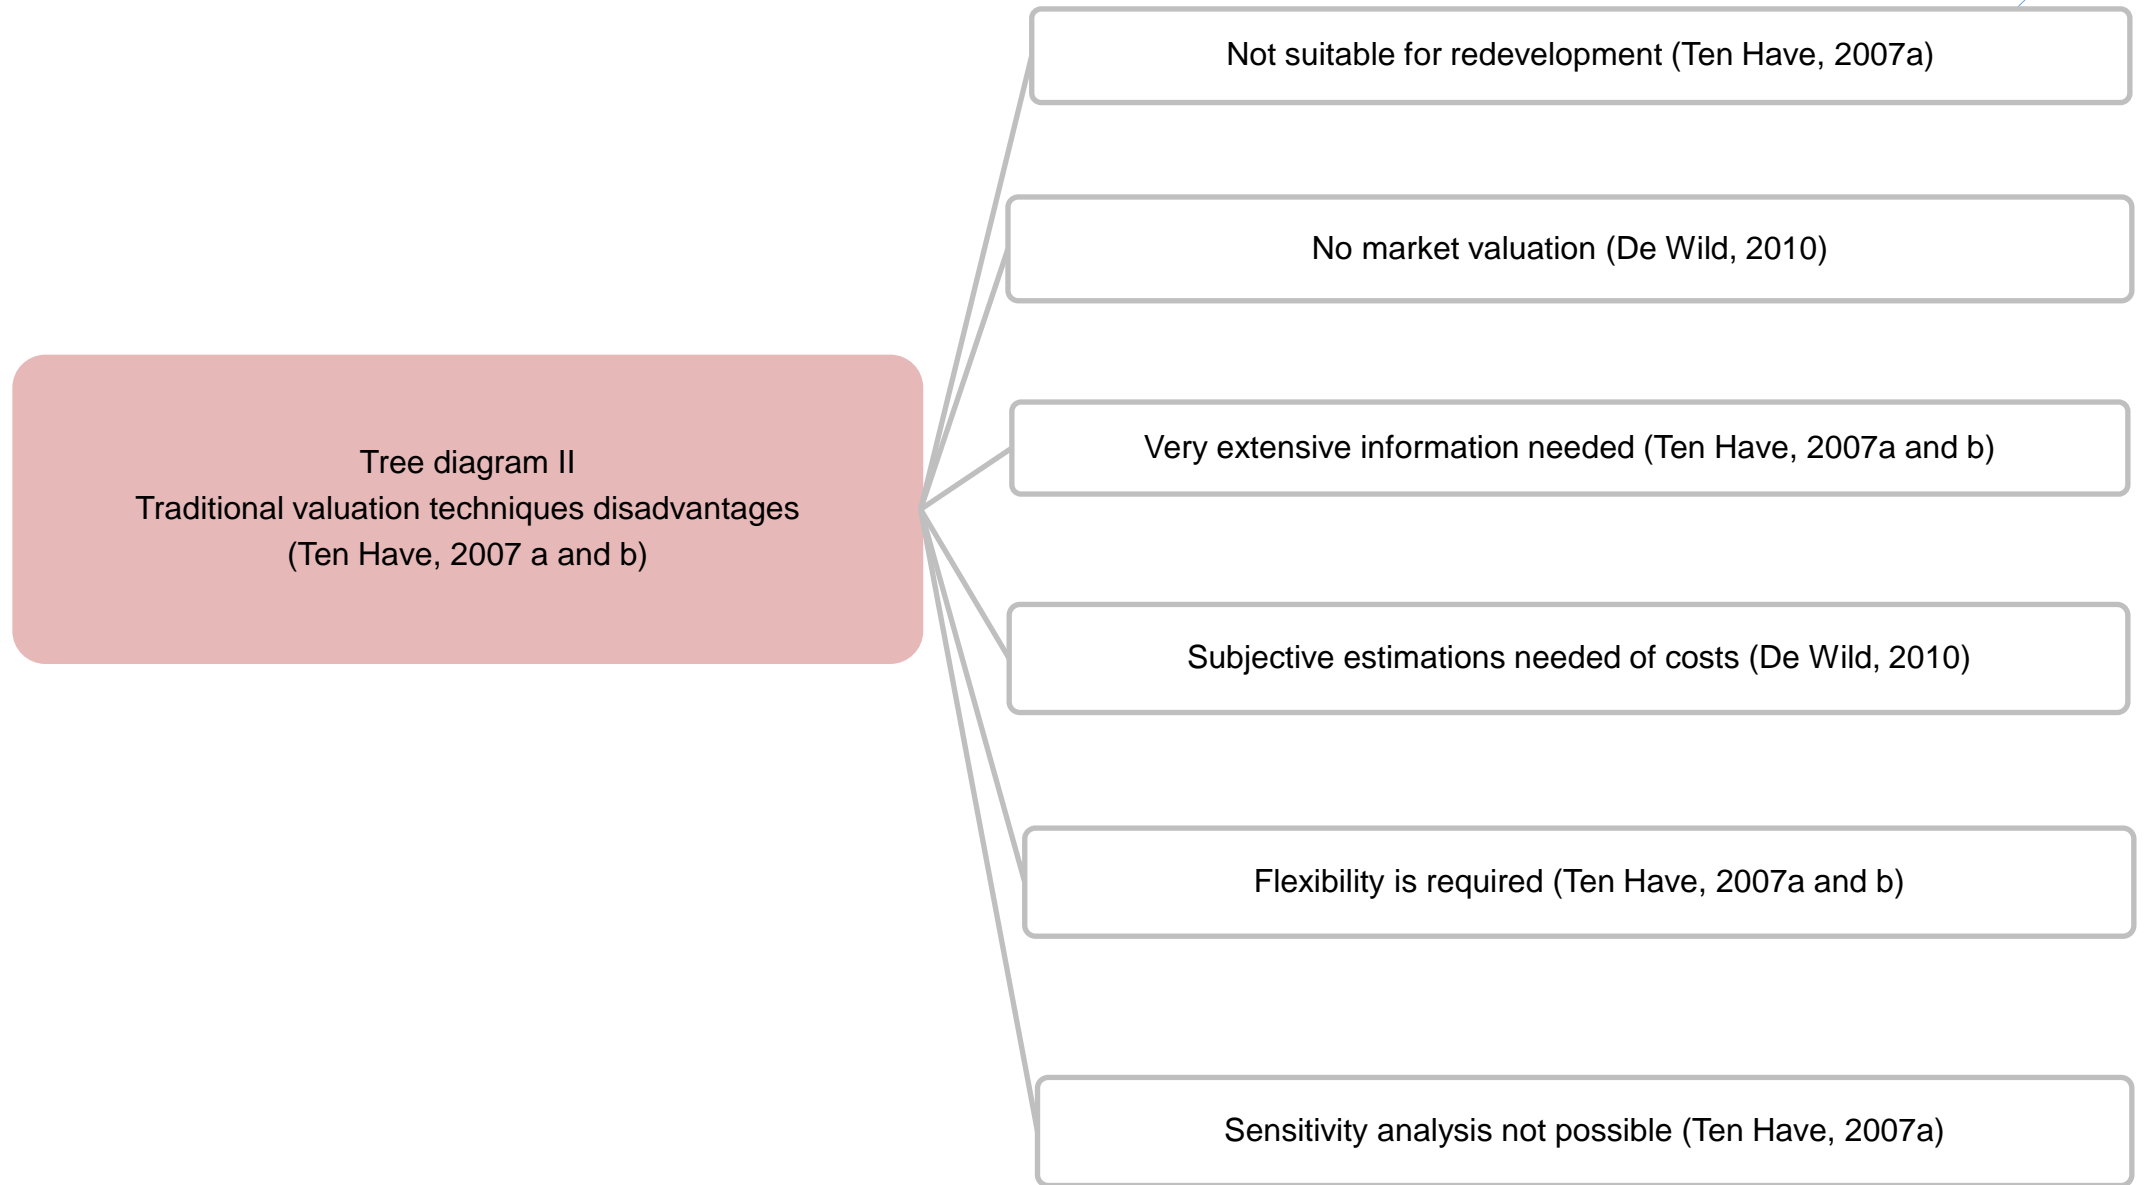 Not suitable for redevelopment (Ten Have, 2007a)
No market valuation (De Wild, 2010)
Tree diagram II
Traditional valuation techniques disadvantages
(Ten Have, 2007 a and b)
Very extensive information needed (Ten Have, 2007a and b)
Subjective estimations needed of costs (De Wild, 2010)
Flexibility is required (Ten Have, 2007a and b)
Sensitivity analysis not possible (Ten Have, 2007a)